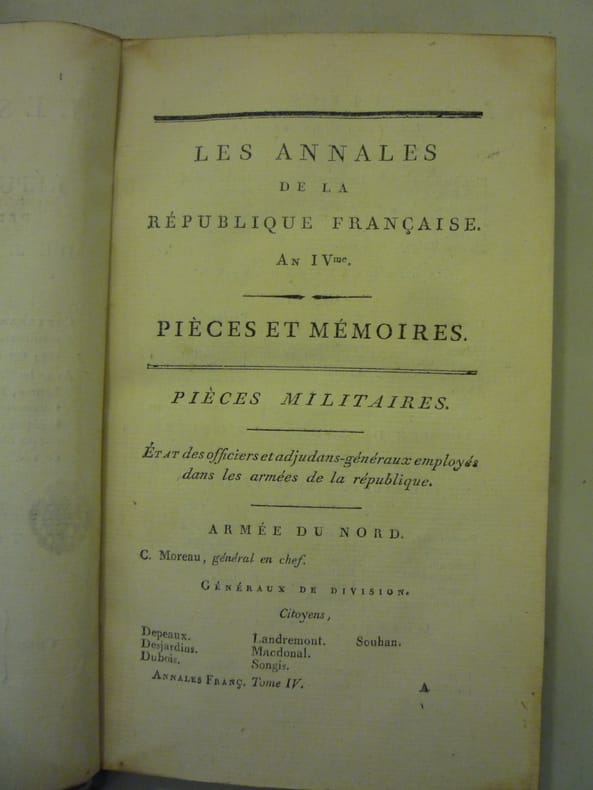 LES ANNALES
DE LA
RÉPUBLIQUE FRANÇAISE.
AN IVme.
PIÈCES ET MÉMOIRES.
PIÈCES MILITAIRES.
ÉTAT des officiers et adjudans-généraux employés
dans les armées de la république.
ARMÉE DU NORD.
C. Moreau, général en chef.
GÉNÉRAUX DE DIVISION.
Citoyens,
Depeaux. Landremont. Souhan.
Desjardins. Macdonal.
Dubois. Songis.
ANNALES FRANÇ. Tome IV. A